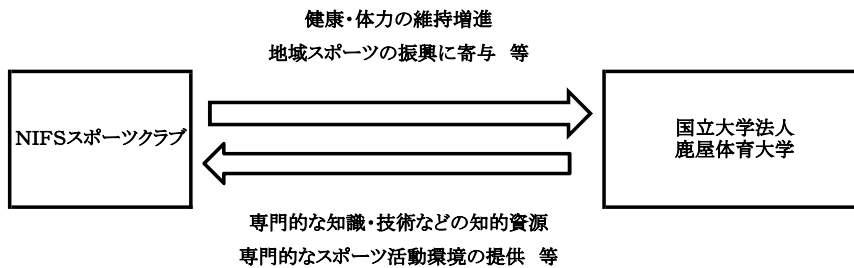 健康・体力の維持増進
地域スポーツの振興に寄与　等
NIFSスポーツクラブ
国立大学法人
鹿屋体育大学
専門的な知識・技術などの知的資源
専門的なスポーツ活動環境の提供　等